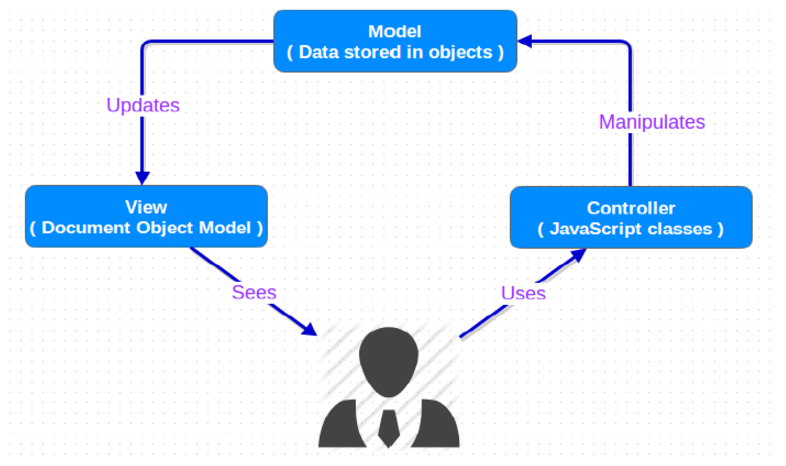 Model
( Data stored in objects )
Updates
Manipulates
View
( Document Object Model )
Controller
( JavaScript classes )
Sees
Uses